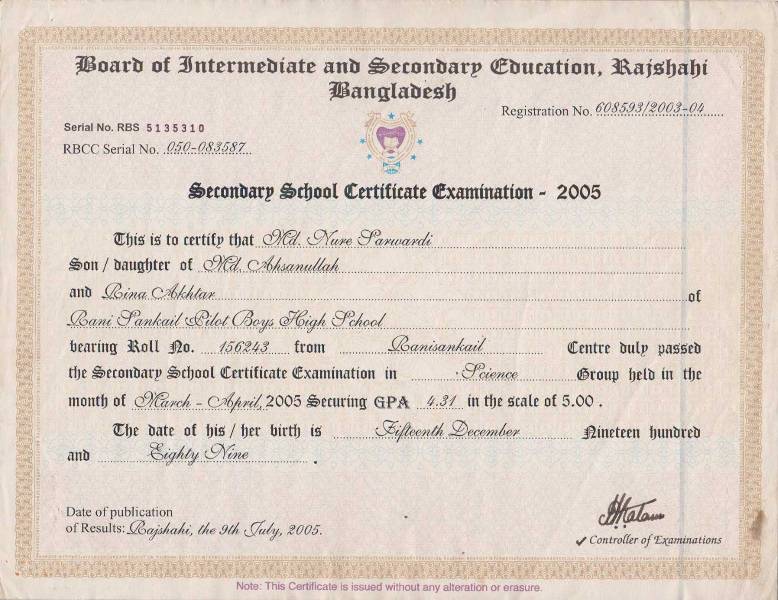 Board of Intermediate and Secondary Education, Rajshahi
Bangladesh
Registration No. 608593/2003-04
Serial No. RBS 5135310
RBCC Serial No. 050-083587
Secondary School Certificate Examination - 2005
This is to certify that Md. Nure Sarwardi
Son / daughter of Md. Ahsanullah
and Rina Akhtar of
Rani Sankail Pilot Boys High School
bearing Roll No. 156243 from Ranisankail Centre duly passed
the Secondary School Certificate Examination in Science Group held in the
month of March - April, 2005 Securing GPA 4.31 in the scale of 5.00 .
The date of his / her birth is Fifteenth December Nineteen hundred
and Eighty Nine .
Date of publication
of Results: Rajshahi, the 9th July, 2005.
Controller of Examinations
Note: This Certificate is issued without any alteration or erasure.